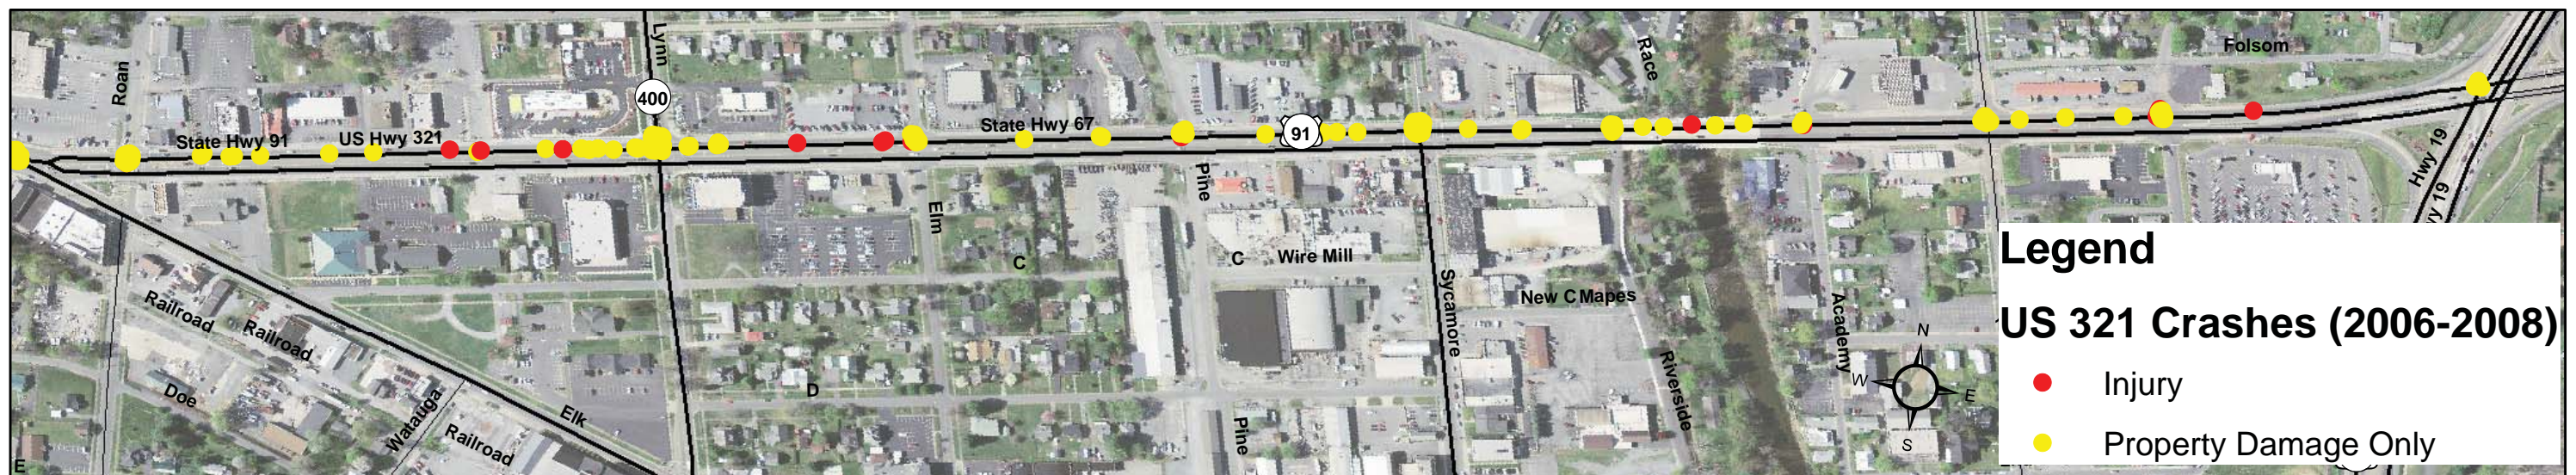 Roan
Lynn
Race
Folsom
400
State Hwy 91
US Hwy 321
State Hwy 67
91
Hwy 19
wy 19
Pine
Elm
C
C
Wire Mill
Sycamore
New C Mapes
Academy
Railroad
Railroad
Doe
Watauga
Railroad
Elk
D
Pine
Riverside
E
N
W
E
S
Legend
US 321 Crashes (2006-2008)
Injury
Property Damage Only